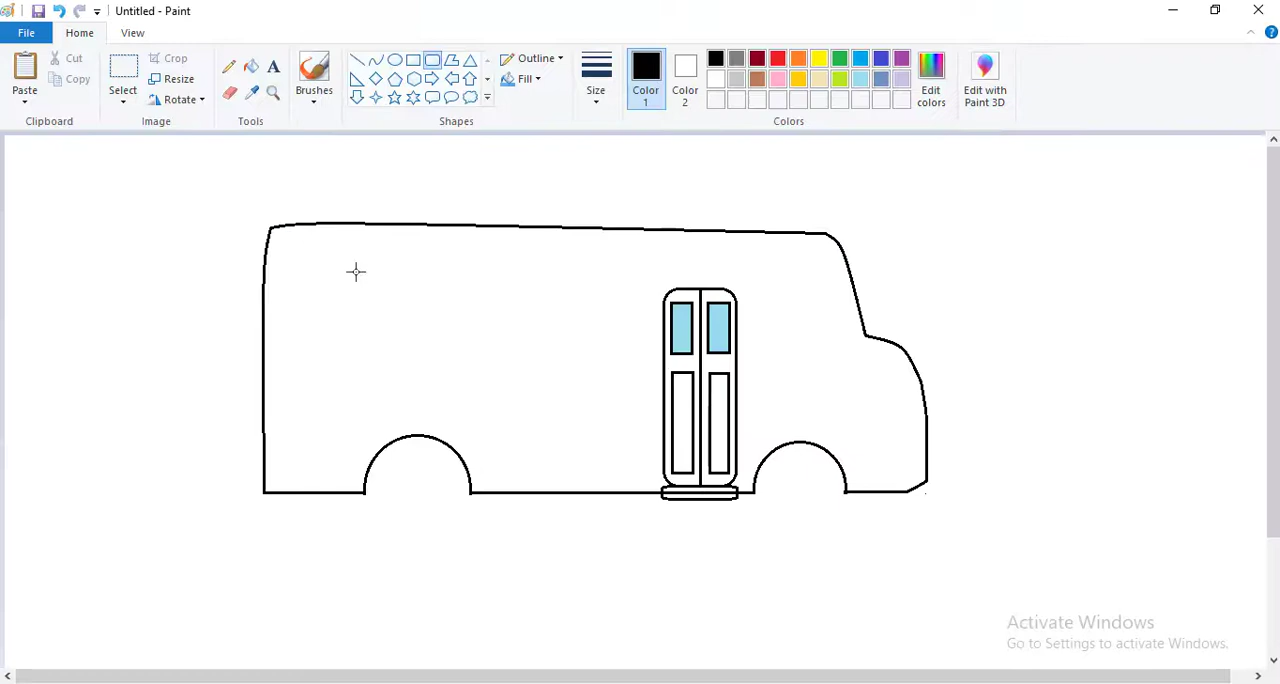 Untitled - Paint
File
Home
View
Paste
Cut
Copy
Clipboard
Select
Crop
Resize
Rotate
Image
A
Tools
Brushes
Shapes
Outline
Fill
Size
Color 1
Color 2
Edit colors
Colors
Edit with Paint 3D
Activate Windows
Go to Settings to activate Windows.